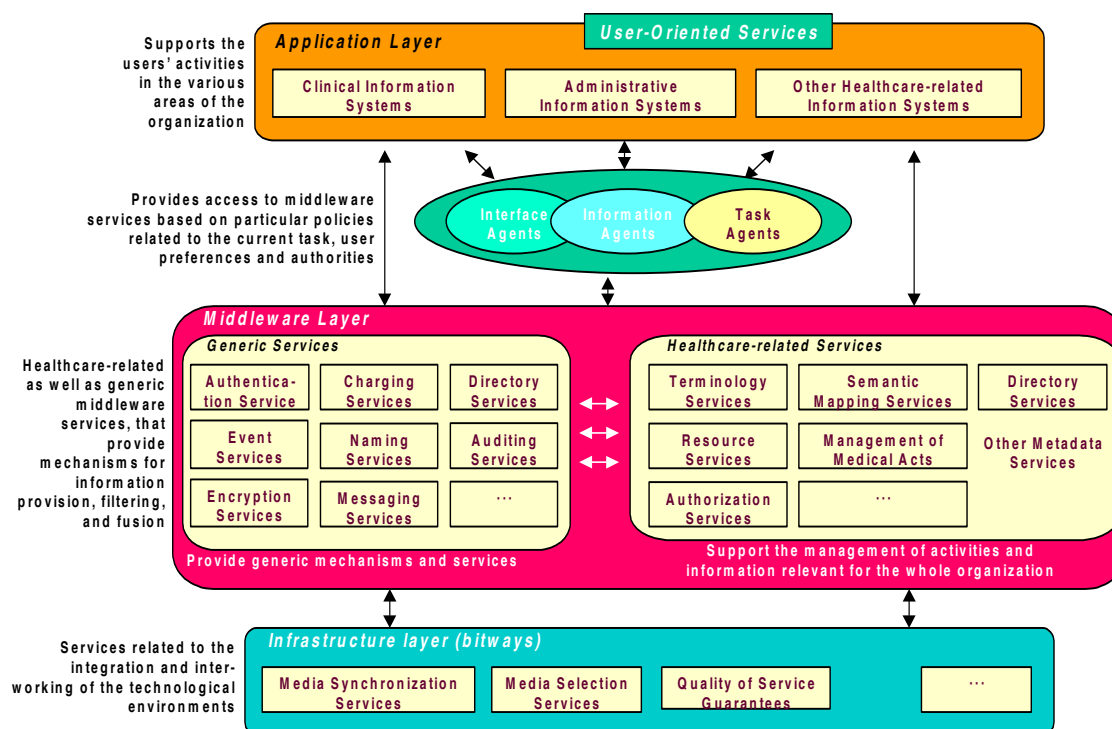 User-Oriented Services
Application Layer
Supports the
users' activities
in the various
areas of the
organization
Clinical Information
Systems
Administrative
Information Systems
Other Healthcare-related
Information Systems
Provides access to middleware
services based on particular policies
related to the current task, user
preferences and authorities
Interface
Agents
Information
Agents
Task
Agents
Middleware Layer
Healthcare-related
as well as generic
middleware
services, that
provide
mechanisms for
information
provision, filtering,
and fusion
Generic Services
Authentica-
tion Service
Charging
Services
Directory
Services
Event
Services
Naming
Services
Auditing
Services
Encryption
Services
Messaging
Services
...
Provide generic mechanisms and services
Healthcare-related Services
Terminology
Services
Semantic
Mapping Services
Directory
Services
Resource
Services
Management of
Medical Acts
Other Metadata
Services
Authorization
Services
...
Support the management of activities and
information relevant for the whole organization
Infrastructure layer (bitways)
Services related to the
integration and inter-
working of the technological
environments
Media Synchronization
Services
Media Selection
Services
Quality of Service
Guarantees
...